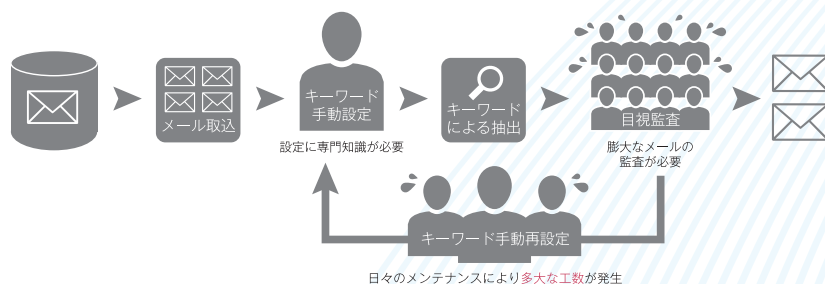 メール取込
キーワード
手動設定
設定に専門知識が必要
キーワード
による抽出
目視監査
膨大なメールの
監査が必要
キーワード手動再設定
日々のメンテナンスにより多大な工数が発生